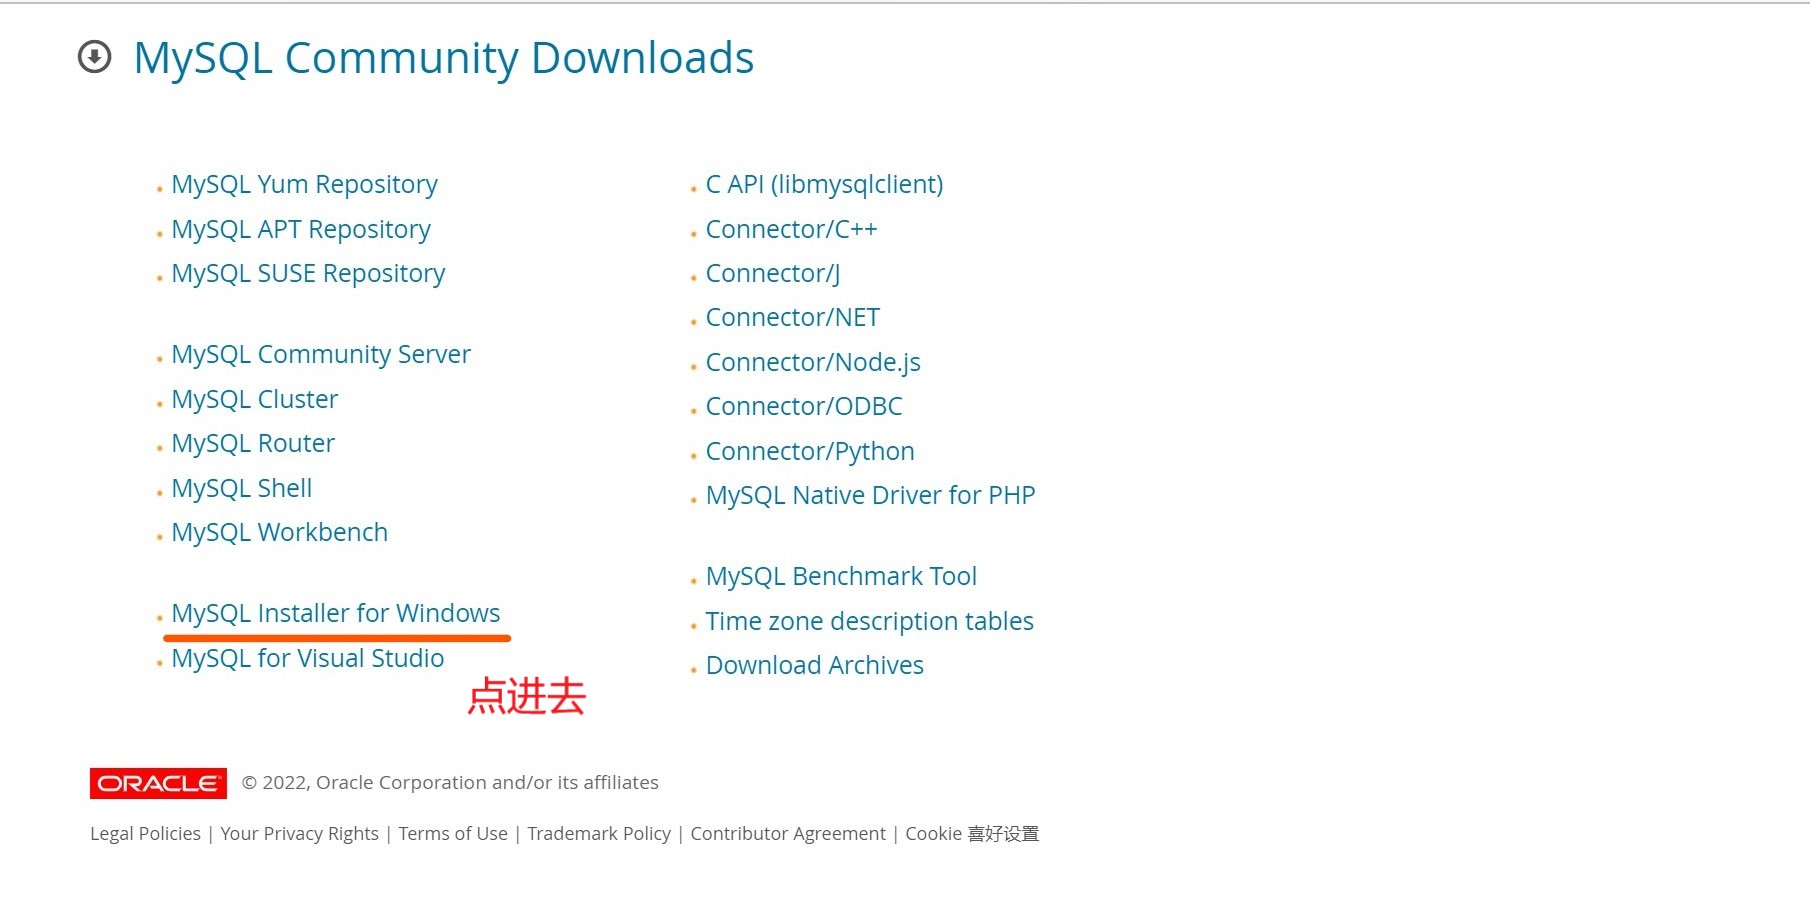 MySQL Community Downloads
MySQL Yum Repository
MySQL APT Repository
MySQL SUSE Repository
MySQL Community Server
MySQL Cluster
MySQL Router
MySQL Shell
MySQL Workbench
MySQL Installer for Windows
MySQL for Visual Studio
点进去
C API (libmysqlclient)
Connector/C++
Connector/J
Connector/NET
Connector/Node.js
Connector/ODBC
Connector/Python
MySQL Native Driver for PHP
MySQL Benchmark Tool
Time zone description tables
Download Archives
ORACLE © 2022, Oracle Corporation and/or its affiliates
Legal Policies | Your Privacy Rights | Terms of Use | Trademark Policy | Contributor Agreement | Cookie 喜好设置